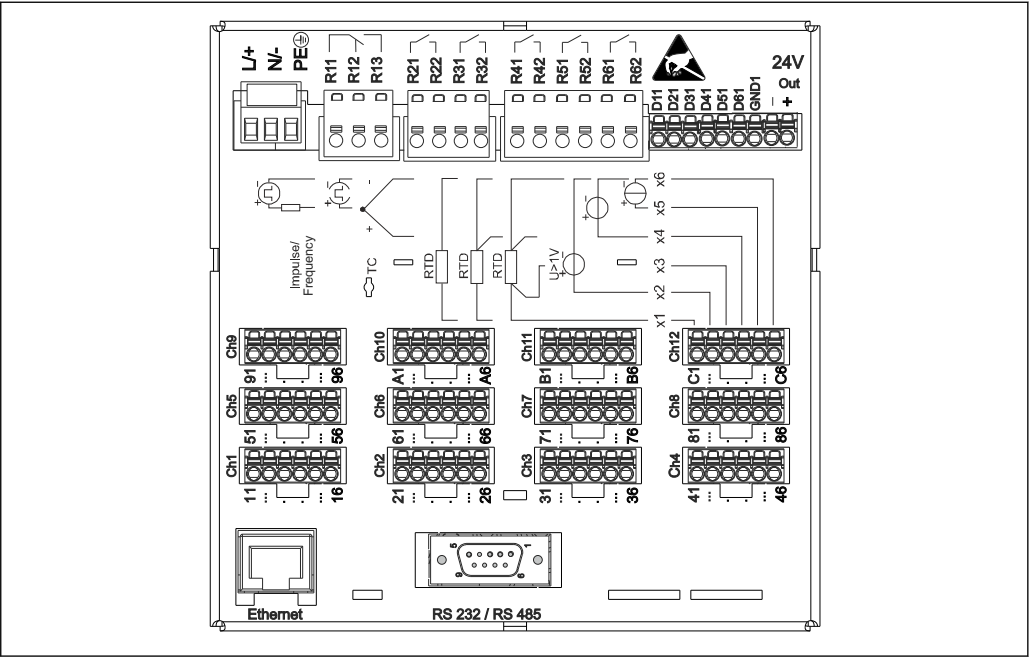 L/+ N/- PE R11 R12 R13 R21 R22 R31 R32 R41 R42 R51 R52 R61 R62
24V
Out
D11 D21 D31 D41 D51 D61 GND1 - +
- + - + - +
x6
x5
x4
x3
x2
x1
- +
- +
Impulse/
Frequency
TC
RTD RTD RTD
U>1V
- +
Ch9 Ch10 Ch11 Ch12
91 ... 96 A1 ... A6 B1 ... B6 C1 ... C6
Ch5 Ch6 Ch7 Ch8
51 ... 56 61 ... 66 71 ... 76 81 ... 86
Ch1 Ch2 Ch3 Ch4
11 ... 16 21 ... 26 31 ... 36 41 ... 46
5 1
9 6
Ethernet
RS 232 / RS 485